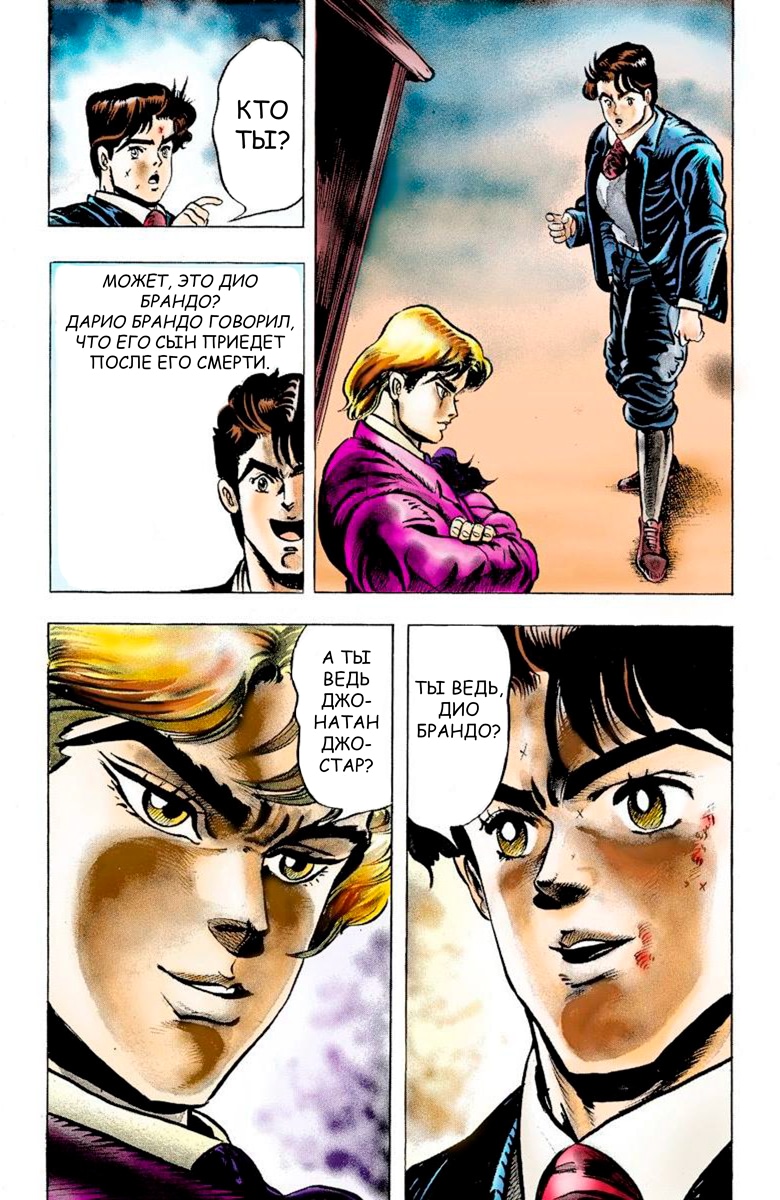 КТО
ТЫ?
МОЖЕТ, ЭТО ДИО
БРАНДО?
ДАРИО БРАНДО ГОВОРИЛ,
ЧТО ЕГО СЫН ПРИЕДЕТ
ПОСЛЕ ЕГО СМЕРТИ.
ТЫ ВЕДЬ,
ДИО
БРАНДО?
А ТЫ
ВЕДЬ
ДЖО-
НАТАН
ДЖО-
СТАР?